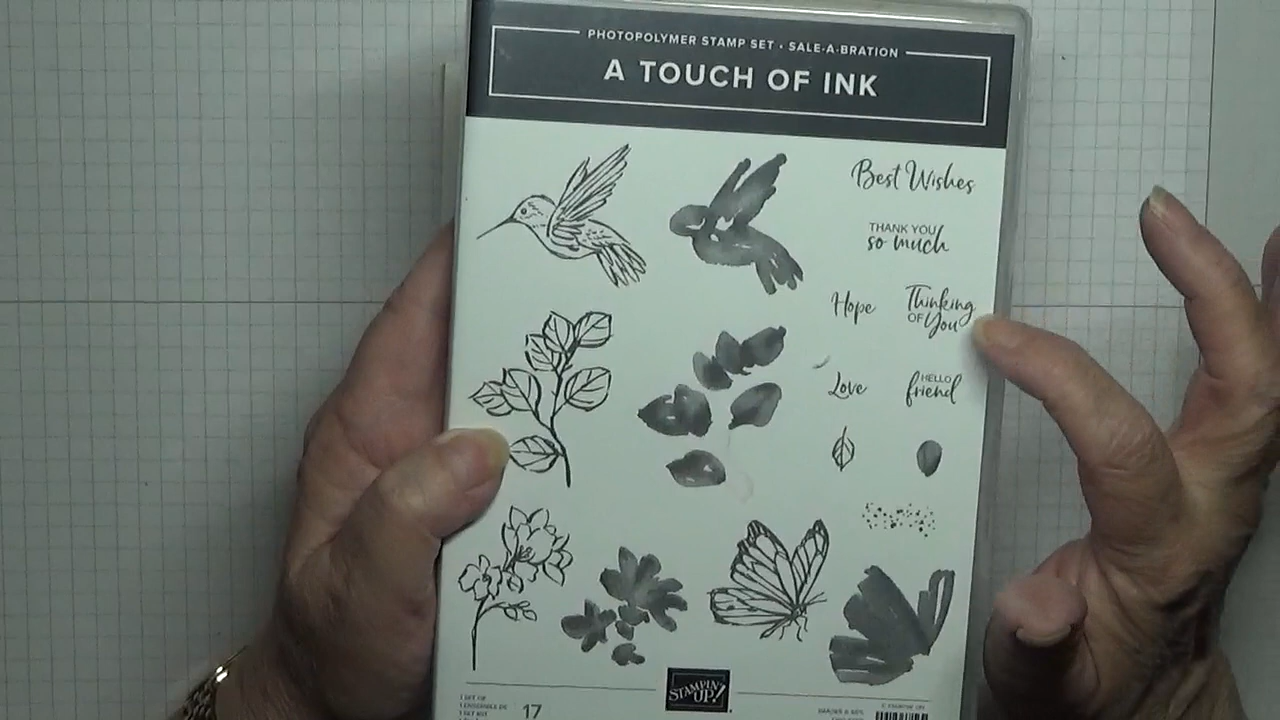 PHOTOPOLYMER STAMP SET • SALE-A-BRATION
A TOUCH OF INK
Best Wishes
THANK YOU
so much
Hope
Thinking
OF You
Love
HELLO
friend
STAMPIN'
UP!
17